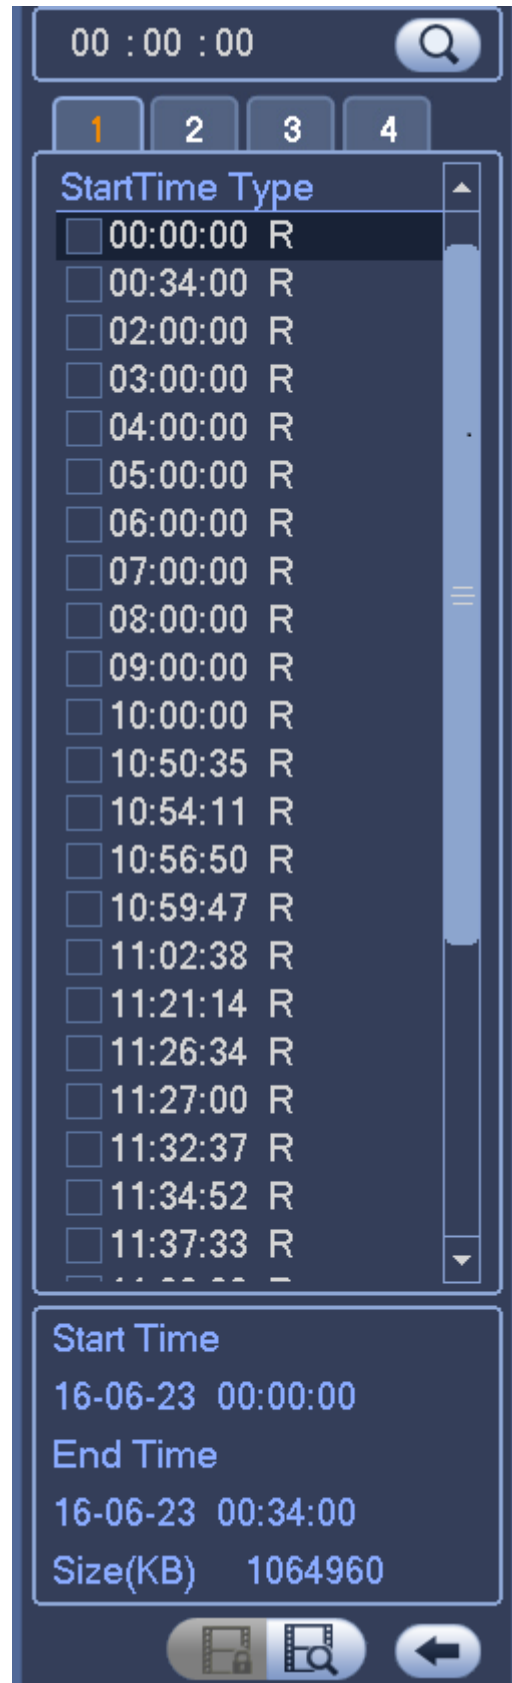 00 : 00 : 00
1 2 3 4
StartTime Type
00:00:00 R
00:34:00 R
02:00:00 R
03:00:00 R
04:00:00 R
05:00:00 R
06:00:00 R
07:00:00 R
08:00:00 R
09:00:00 R
10:00:00 R
10:50:35 R
10:54:11 R
10:56:50 R
10:59:47 R
11:02:38 R
11:21:14 R
11:26:34 R
11:27:00 R
11:32:37 R
11:34:52 R
11:37:33 R
Start Time
16-06-23 00:00:00
End Time
16-06-23 00:34:00
Size(KB) 1064960